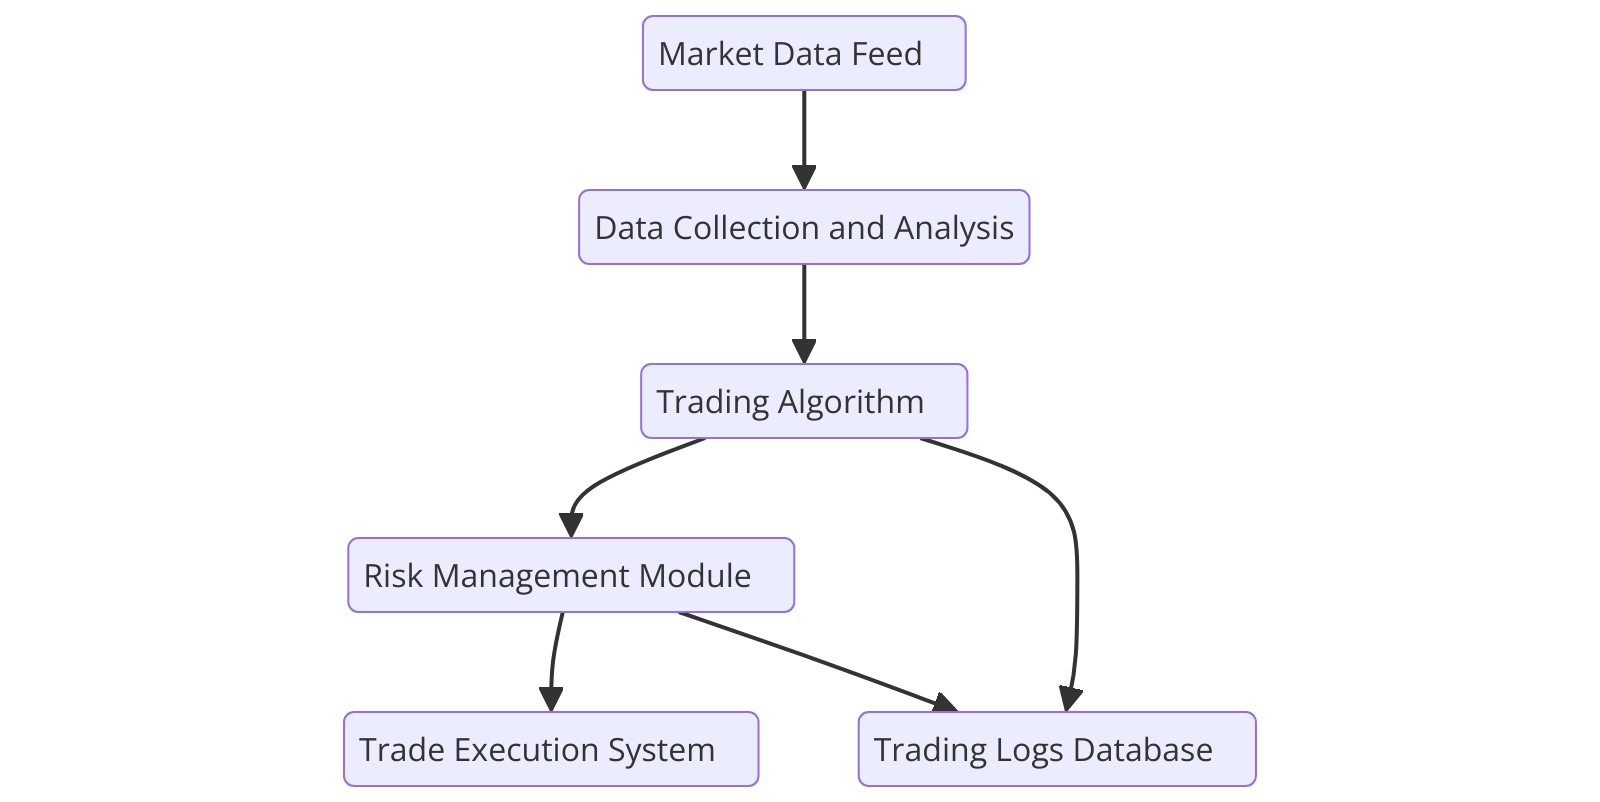 Market Data Feed
Data Collection and Analysis
Trading Algorithm
Risk Management Module
Trade Execution System
Trading Logs Database